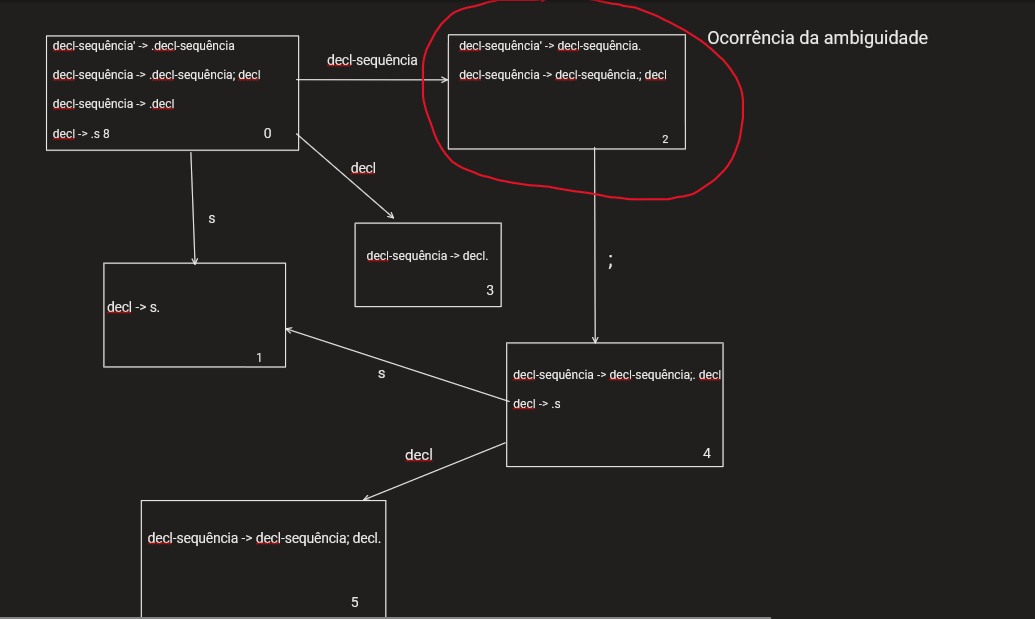 decl-sequência' -> .decl-sequência
decl-sequência -> .decl-sequência; decl
decl-sequência -> .decl
decl -> .s 8
0
decl-sequência
decl-sequência' -> decl-sequência.
decl-sequência -> decl-sequência.; decl
2
Ocorrência da ambiguidade
decl
s
decl-sequência -> decl.
3
;
decl -> s.
1
s
decl-sequência -> decl-sequência;. decl
decl -> .s
4
decl
decl-sequência -> decl-sequência; decl.
5